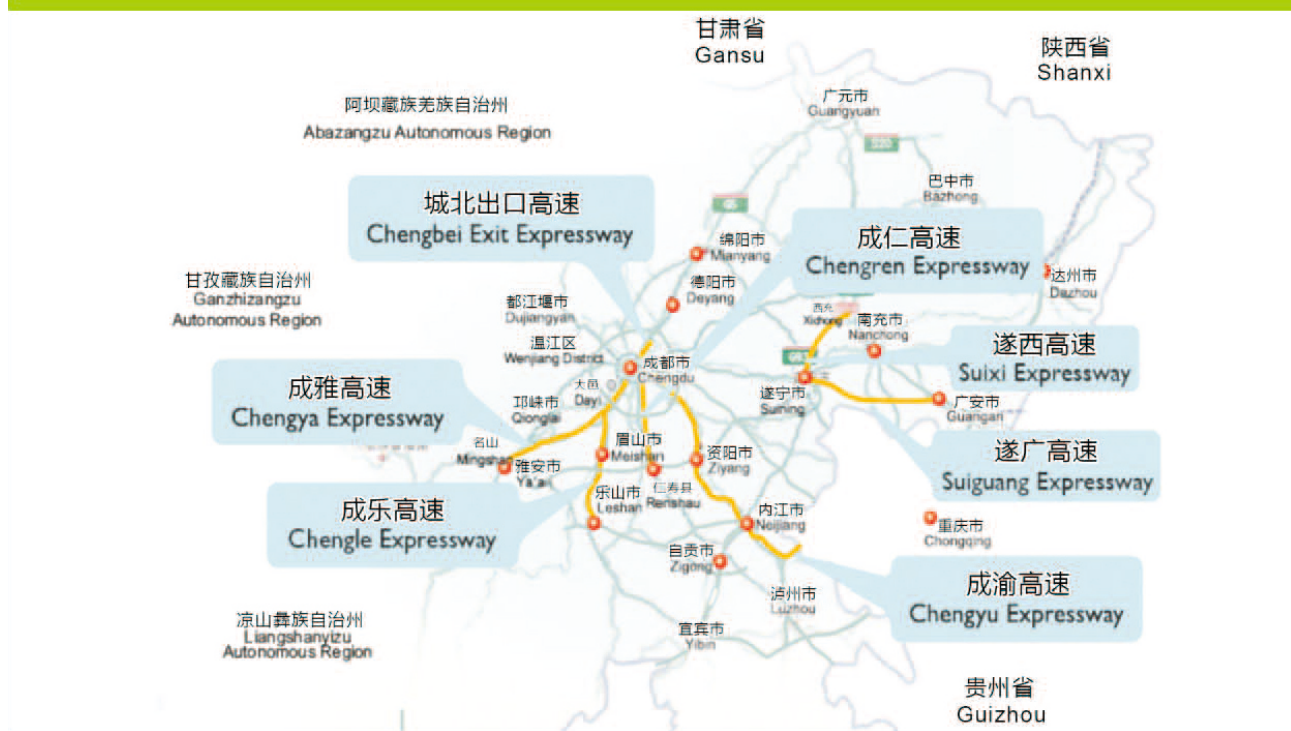 甘肃省
Gansu
陕西省
Shanxi
阿坝藏族羌族自治州
Abazangzu Autonomous Region
广元市
Guangyuan
S20
巴中市
Bazhong
城北出口高速
Chengbei Exit Expressway
G5
成仁高速
Chengren Expressway
绵阳市
Mianyang
甘孜藏族自治州
Ganzhizangzu
Autonomous Region
德阳市
Deyang
达州市
Dazhou
都江堰市
Dujiangyan
西充
Xichong
南充市
Nanchong
温江区
Wenjiang District
遂西高速
Suixi Expressway
成都市
Chengdu
成雅高速
Chengya Expressway
大邑
Dayi
邛崃市
Qionglai
遂宁市
Suining
广安市
Guangan
名山
Mingshan
雅安市
Ya'an
眉山市
Meishan
资阳市
Ziyang
遂广高速
Suiguang Expressway
成乐高速
Chengle Expressway
乐山市
Leshan
仁寿县
Renshau
内江市
Neijiang
重庆市
Chongqing
自贡市
Zigong
成渝高速
Chengyu Expressway
泸州市
Luzhou
凉山彝族自治州
Liangshanyizu
Autonomous Region
宜宾市
Yibin
贵州省
Guizhou